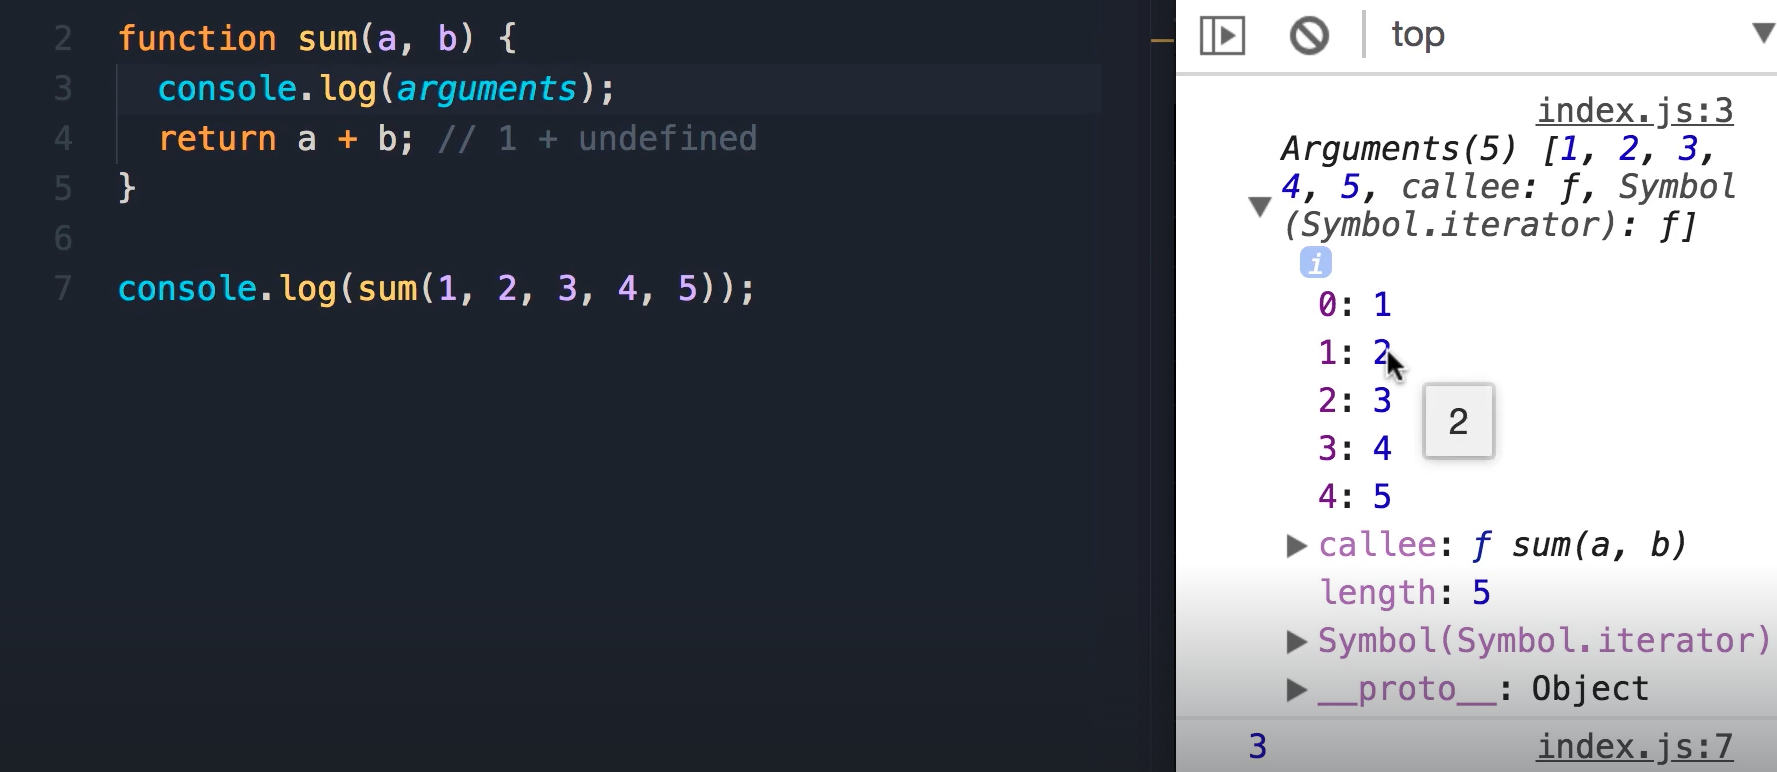 2 function sum(a, b) {
3 console.log(arguments);
4 return a + b; // 1 + undefined
5 }
6
7 console.log(sum(1, 2, 3, 4, 5));
top
index.js:3
Arguments(5) [1, 2, 3,
4, 5, callee: ƒ, Symbol
(Symbol.iterator): ƒ]
i
0: 1
1: 2
2: 3
2
3: 4
4: 5
callee: ƒ sum(a, b)
length: 5
Symbol(Symbol.iterator)
__proto__: Object
3 index.js:7